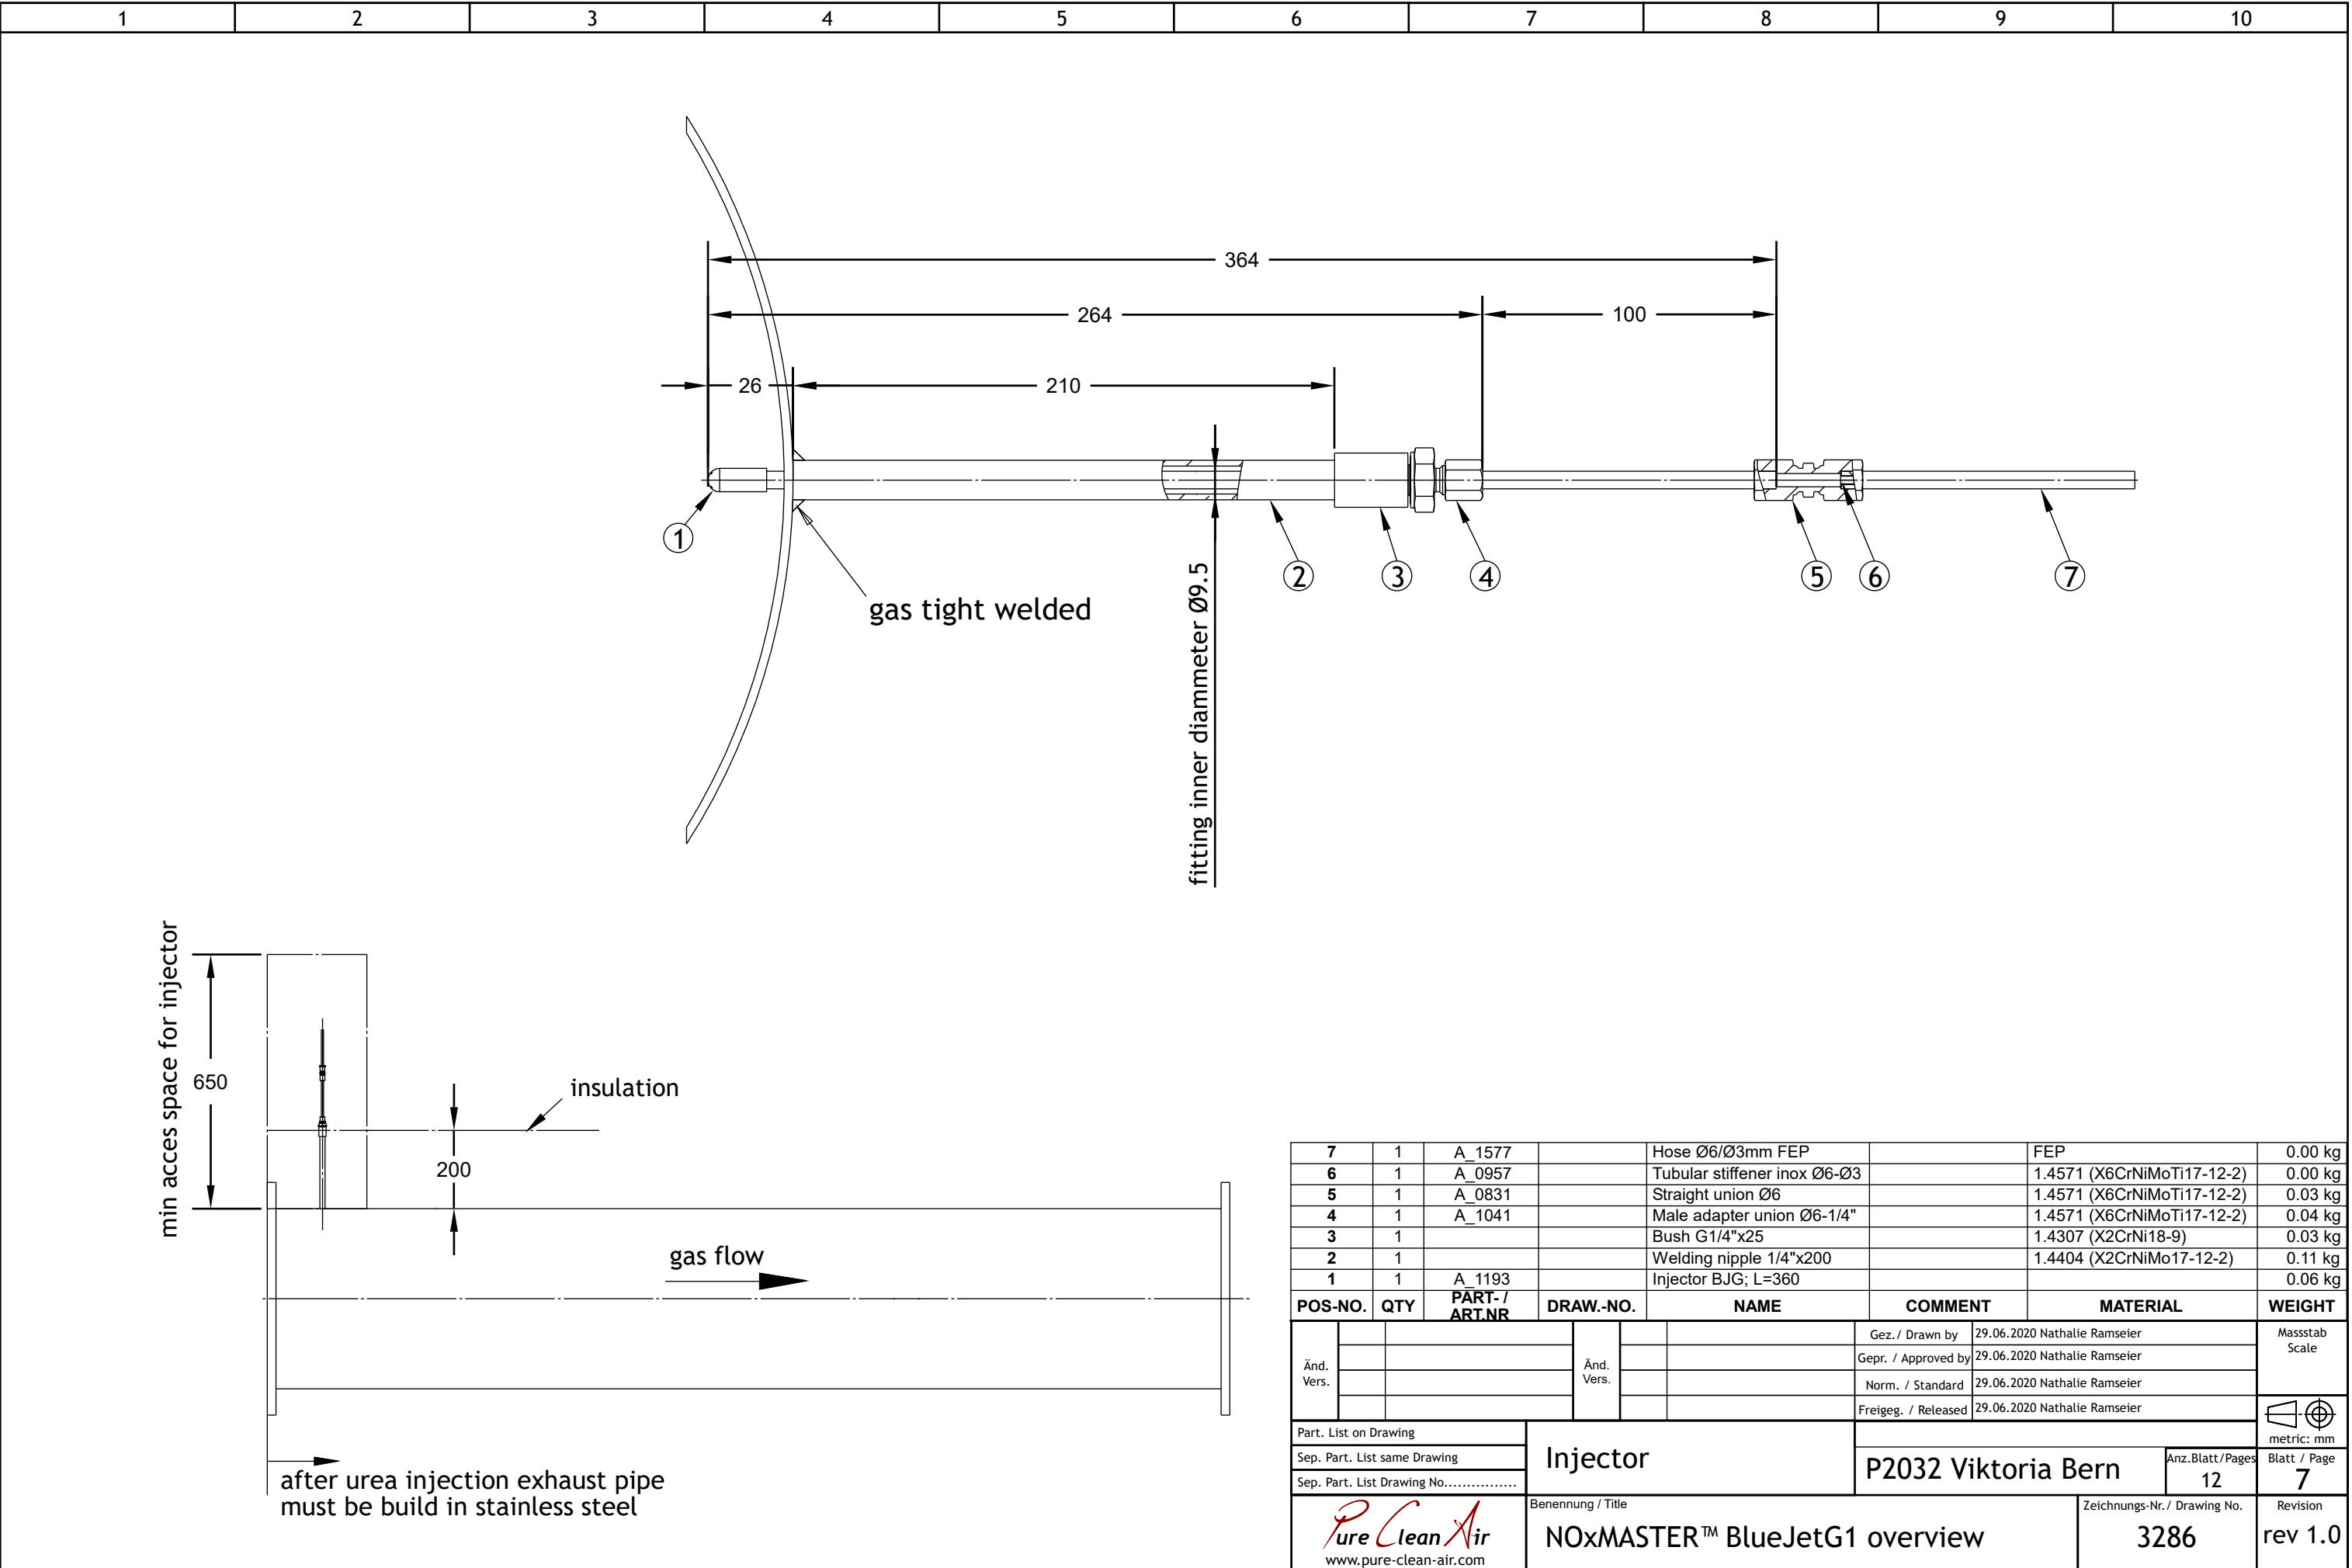 1 2 3 4 5 6 7 8 9 10
364
264
100
26
210
1
2
3
4
5
6
7
gas tight welded
fitting inner diammeter Ø9.5
min acces space for injector
650
insulation
200
gas flow
after urea injection exhaust pipe
must be build in stainless steel
7 1 A_1577 Hose Ø6/Ø3mm FEP FEP 0.00 kg
6 1 A_0957 Tubular stiffener inox Ø6-Ø3 1.4571 (X6CrNiMoTi17-12-2) 0.00 kg
5 1 A_0831 Straight union Ø6 1.4571 (X6CrNiMoTi17-12-2) 0.03 kg
4 1 A_1041 Male adapter union Ø6-1/4" 1.4571 (X6CrNiMoTi17-12-2) 0.04 kg
3 1 Bush G1/4"x25 1.4307 (X2CrNi18-9) 0.03 kg
2 1 Welding nipple 1/4"x200 1.4404 (X2CrNiMo17-12-2) 0.11 kg
1 1 A_1193 Injector BJG; L=360 0.06 kg
POS-NO. QTY PART- / ART.NR DRAW.-NO. NAME COMMENT MATERIAL WEIGHT
Änd.
Vers.
Änd.
Vers.
Gez./ Drawn by 29.06.2020 Nathalie Ramseier
Gepr. / Approved by 29.06.2020 Nathalie Ramseier
Norm. / Standard 29.06.2020 Nathalie Ramseier
Freigeg. / Released 29.06.2020 Nathalie Ramseier
Massstab
Scale
metric: mm
Part. List on Drawing
Sep. Part. List same Drawing
Sep. Part. List Drawing No................
Injector
P2032 Viktoria Bern
Anz.Blatt/Pages
12
Blatt / Page
7
Pure Clean Air
www.pure-clean-air.com
Benennung / Title
NOxMASTER™ BlueJetG1 overview
Zeichnungs-Nr./ Drawing No.
3286
Revision
rev 1.0